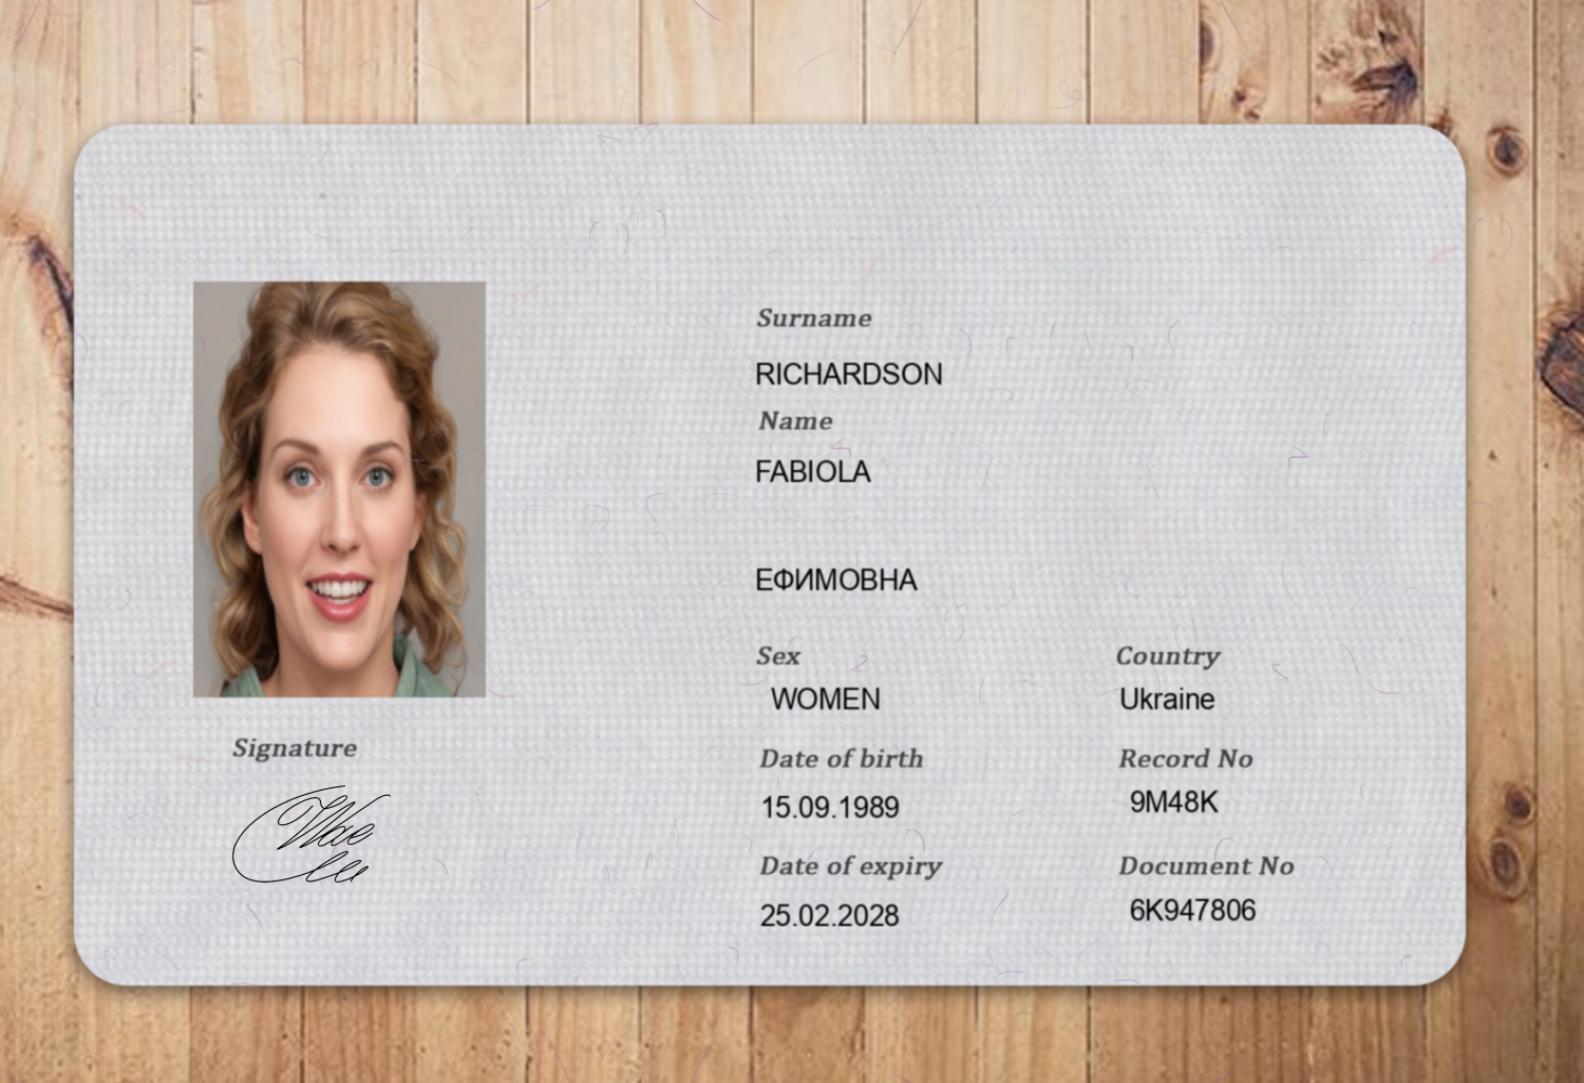 Surname
RICHARDSON
Name
FABIOLA
ЕФИМОВНА
Sex
Country
WOMEN
Ukraine
Date of birth
Record No
15.09.1989
9M48K
Date of expiry
Document No
25.02.2028
6K947806
Signature